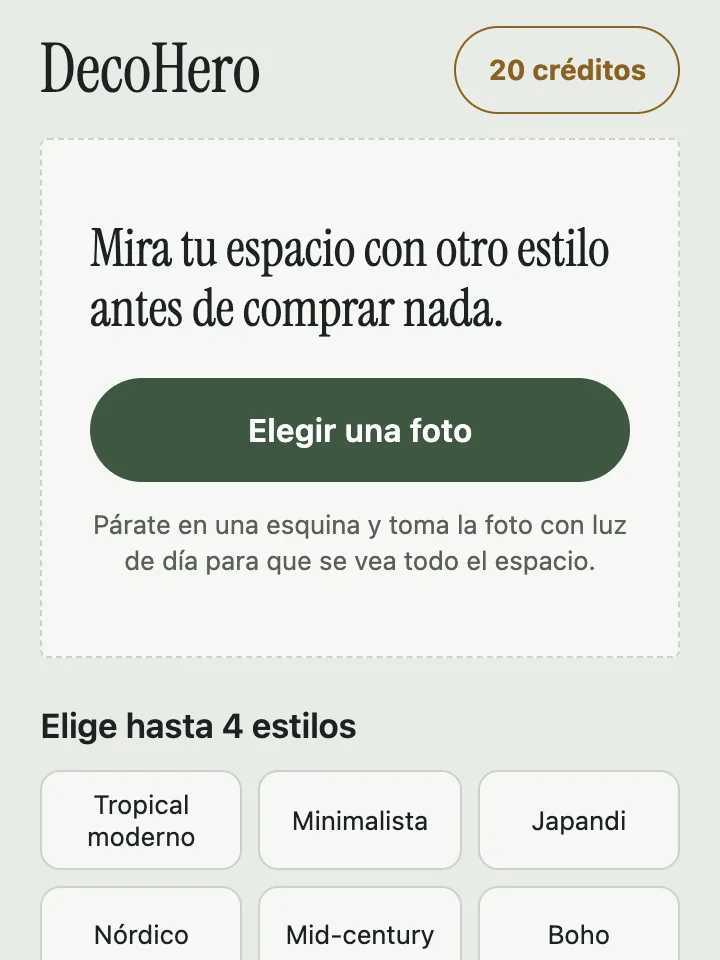 DecoHero
20 créditos
Mira tu espacio con otro estilo
antes de comprar nada.
Elegir una foto
Párate en una esquina y toma la foto con luz
de día para que se vea todo el espacio.
Elige hasta 4 estilos
Tropical
moderno
Minimalista
Japandi
Nórdico
Mid-century
Boho